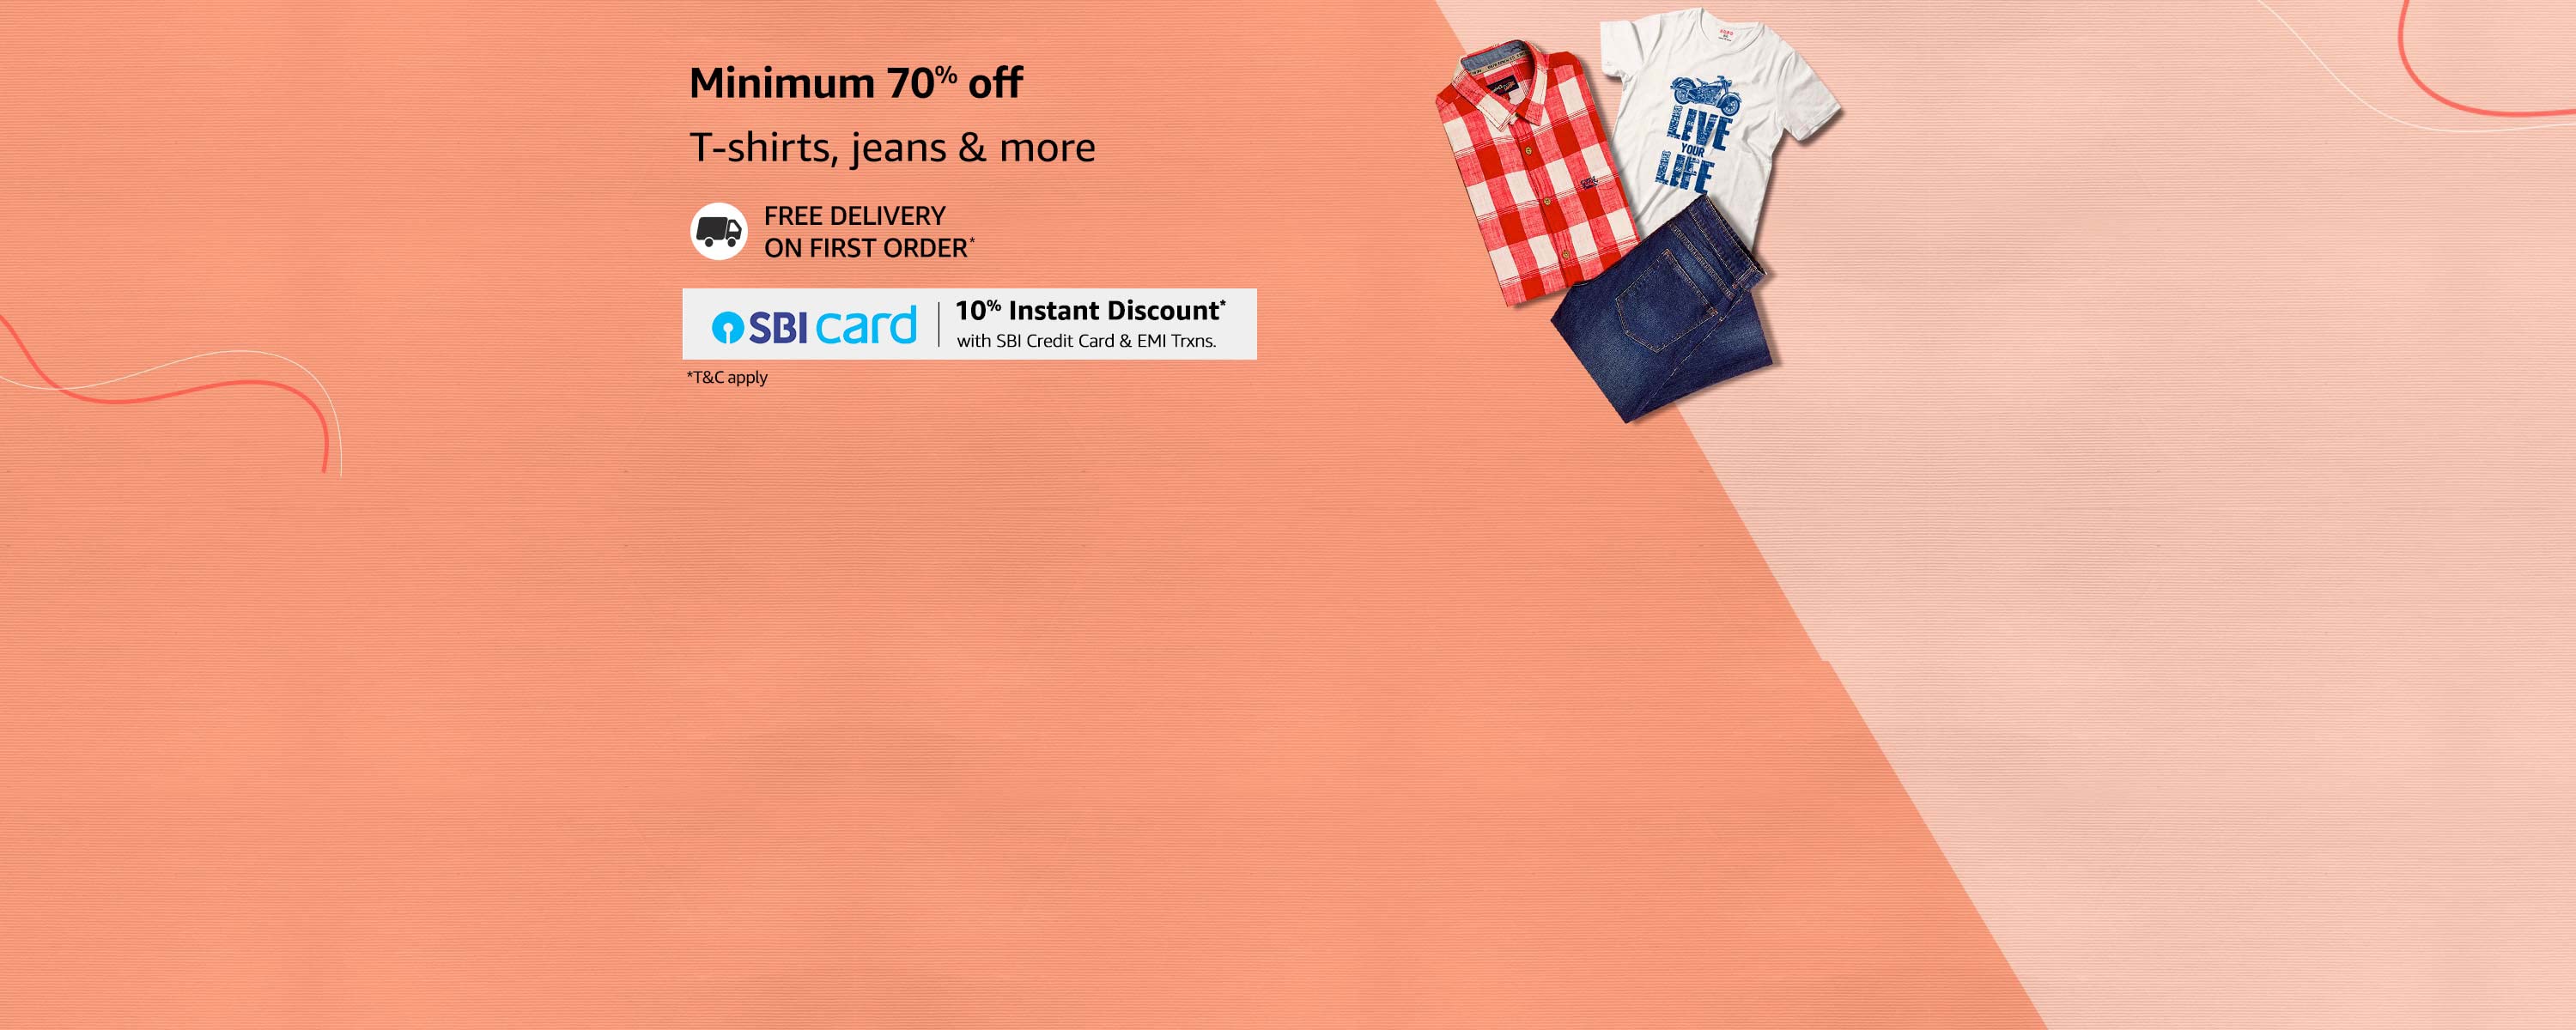 Minimum 70% off
T-shirts, jeans & more
FREE DELIVERY
ON FIRST ORDER*
SBI card
10% Instant Discount*
with SBI Credit Card & EMI Trxns.
*T&C apply
LIVE
YOUR
LIFE